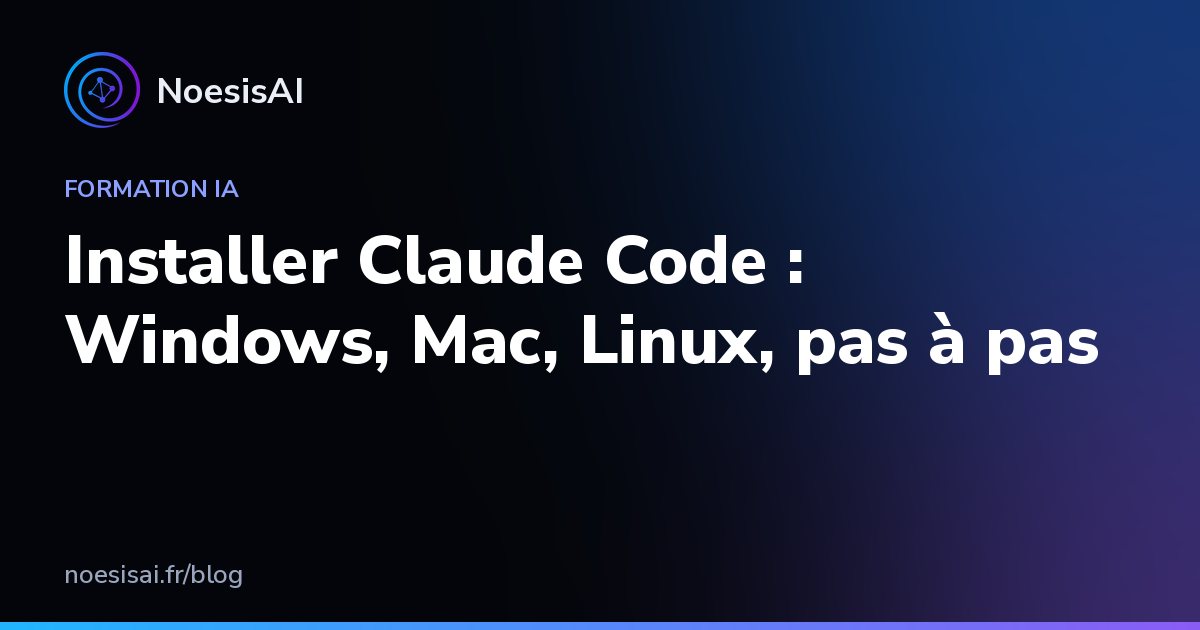 NoesisAI
FORMATION IA
Installer Claude Code :
Windows, Mac, Linux, pas à pas
noesisai.fr/blog